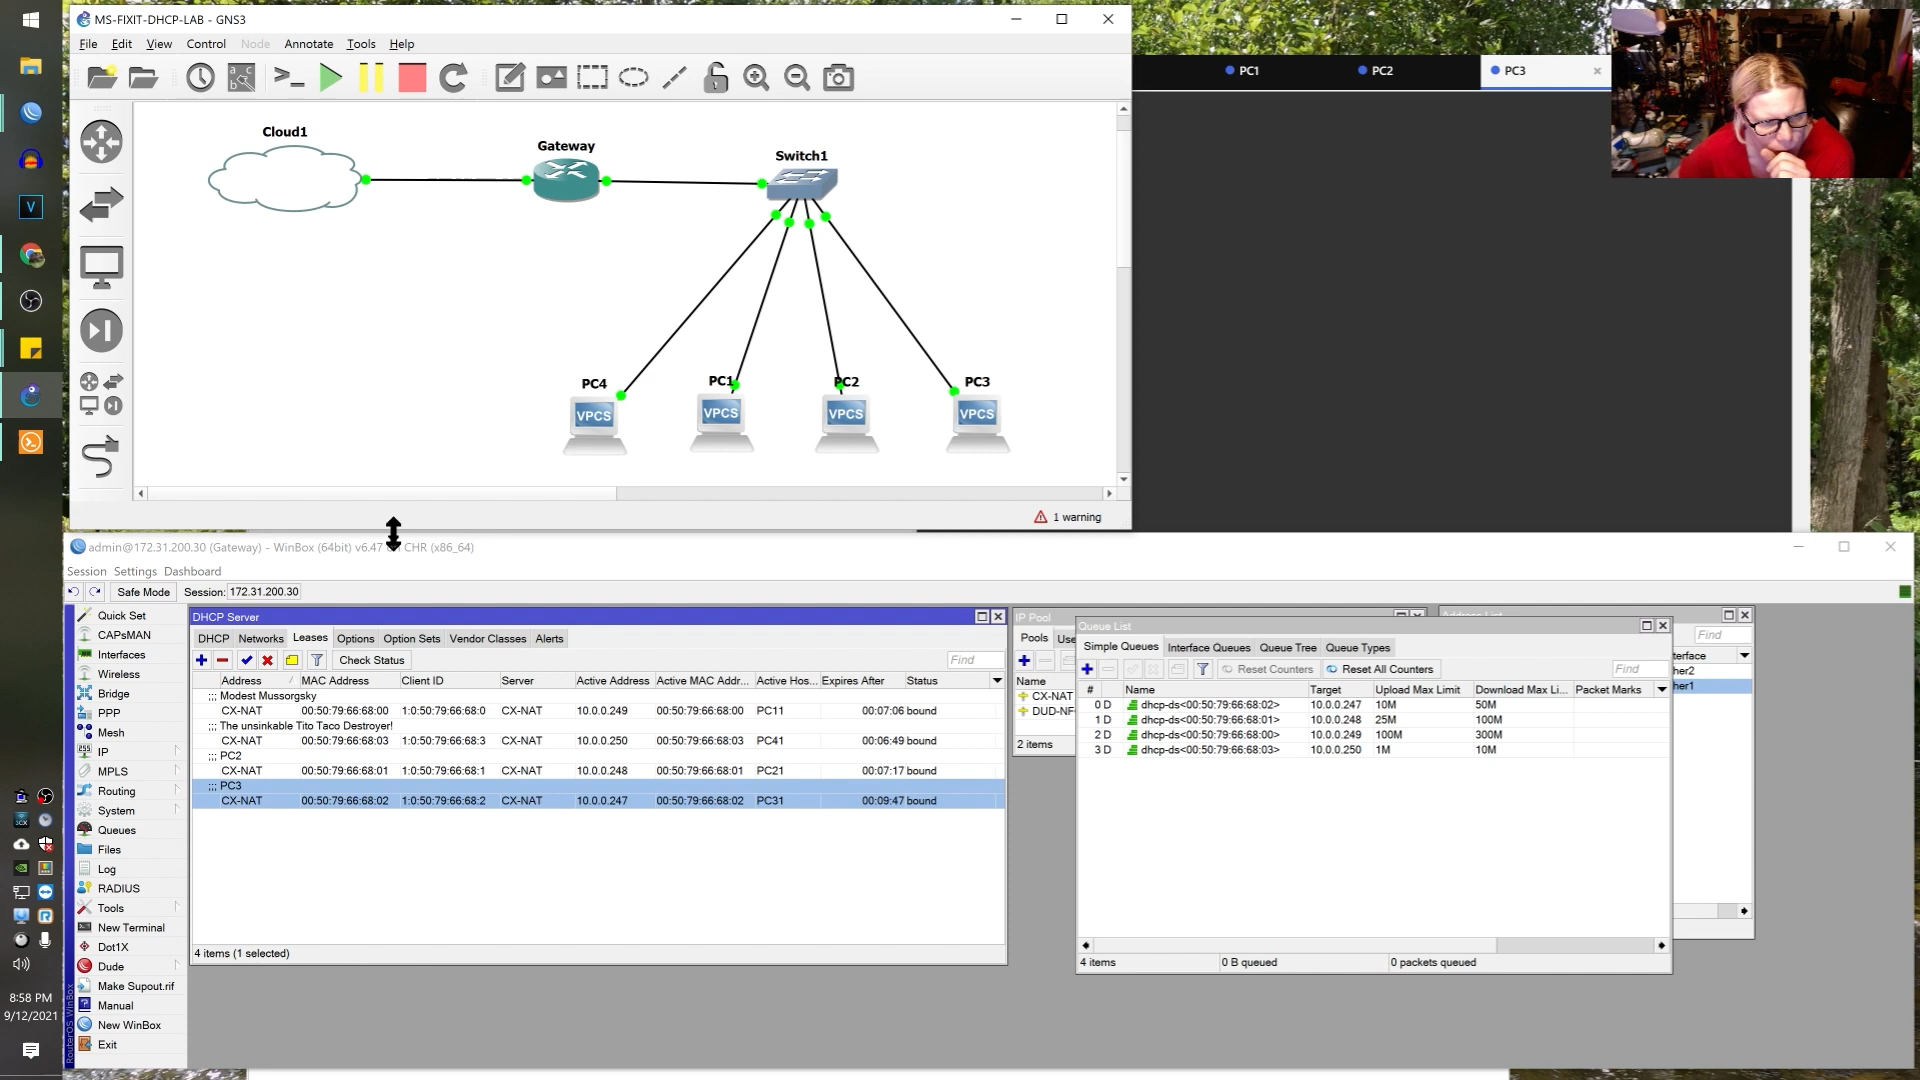 MS-FIXIT-DHCP-LAB - GNS3
File Edit View Control Node Annotate Tools Help
PC1 PC2 PC3
Cloud1
Gateway
Switch1
PC4 PC1 PC2 PC3
VPCS VPCS VPCS VPCS
1 warning
admin@172.31.200.30 (Gateway) - WinBox (64bit) v6.47 CHR (x86_64)
Session Settings Dashboard
Safe Mode Session: 172.31.200.30
Quick Set
CAPsMAN
Interfaces
Wireless
Bridge
PPP
Mesh
IP
MPLS
Routing
System
Queues
Files
Log
RADIUS
Tools
New Terminal
Dot1X
Dude
Make Supout.rif
Manual
New WinBox
Exit
RouterOS WinBox
DHCP Server
DHCP Networks Leases Options Option Sets Vendor Classes Alerts
Check Status Find
Address MAC Address Client ID Server Active Address Active MAC Addr... Active Hos... Expires After Status
;;; Modest Mussorgsky
CX-NAT 00:50:79:66:68:00 1:0:50:79:66:68:0 CX-NAT 10.0.0.249 00:50:79:66:68:00 PC11 00:07:06 bound
;;; The unsinkable Tito Taco Destroyer!
CX-NAT 00:50:79:66:68:03 1:0:50:79:66:68:3 CX-NAT 10.0.0.250 00:50:79:66:68:03 PC41 00:06:49 bound
;;; PC2
CX-NAT 00:50:79:66:68:01 1:0:50:79:66:68:1 CX-NAT 10.0.0.248 00:50:79:66:68:01 PC21 00:07:17 bound
;;; PC3
CX-NAT 00:50:79:66:68:02 1:0:50:79:66:68:2 CX-NAT 10.0.0.247 00:50:79:66:68:02 PC31 00:09:47 bound
4 items (1 selected)
IP Pool
Pools Use
Name
CX-NAT
DUD-NF
2 items
Queue List
Simple Queues Interface Queues Queue Tree Queue Types
Reset Counters Reset All Counters Find
# Name Target Upload Max Limit Download Max Li... Packet Marks
0 D dhcp-ds<00:50:79:66:68:02> 10.0.0.247 10M 50M
1 D dhcp-ds<00:50:79:66:68:01> 10.0.0.248 25M 100M
2 D dhcp-ds<00:50:79:66:68:00> 10.0.0.249 100M 300M
3 D dhcp-ds<00:50:79:66:68:03> 10.0.0.250 1M 10M
4 items 0 B queued 0 packets queued
Address List
Find
terface
her2
her1
8:58 PM
9/12/2021